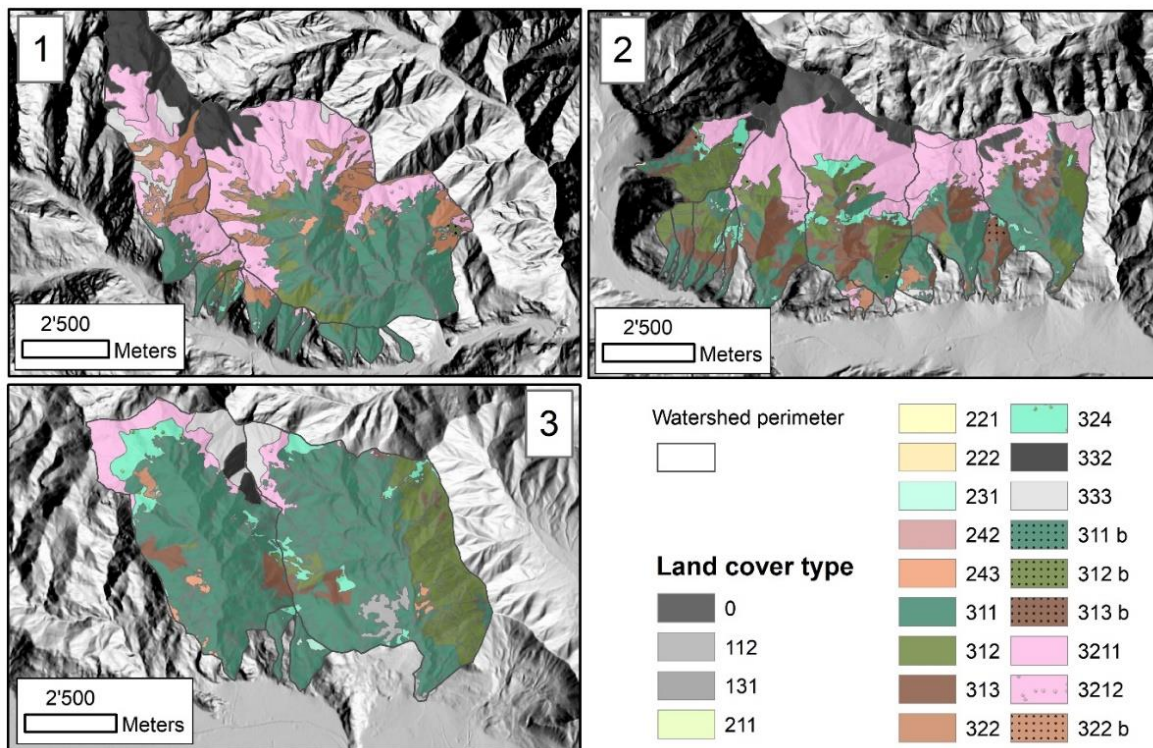 1
2'500
Meters
2
2'500
Meters
3
2'500
Meters
Watershed perimeter
Land cover type
0
112
131
211
221
222
231
242
243
311
312
313
322
324
332
333
311 b
312 b
313 b
3211
3212
322 b